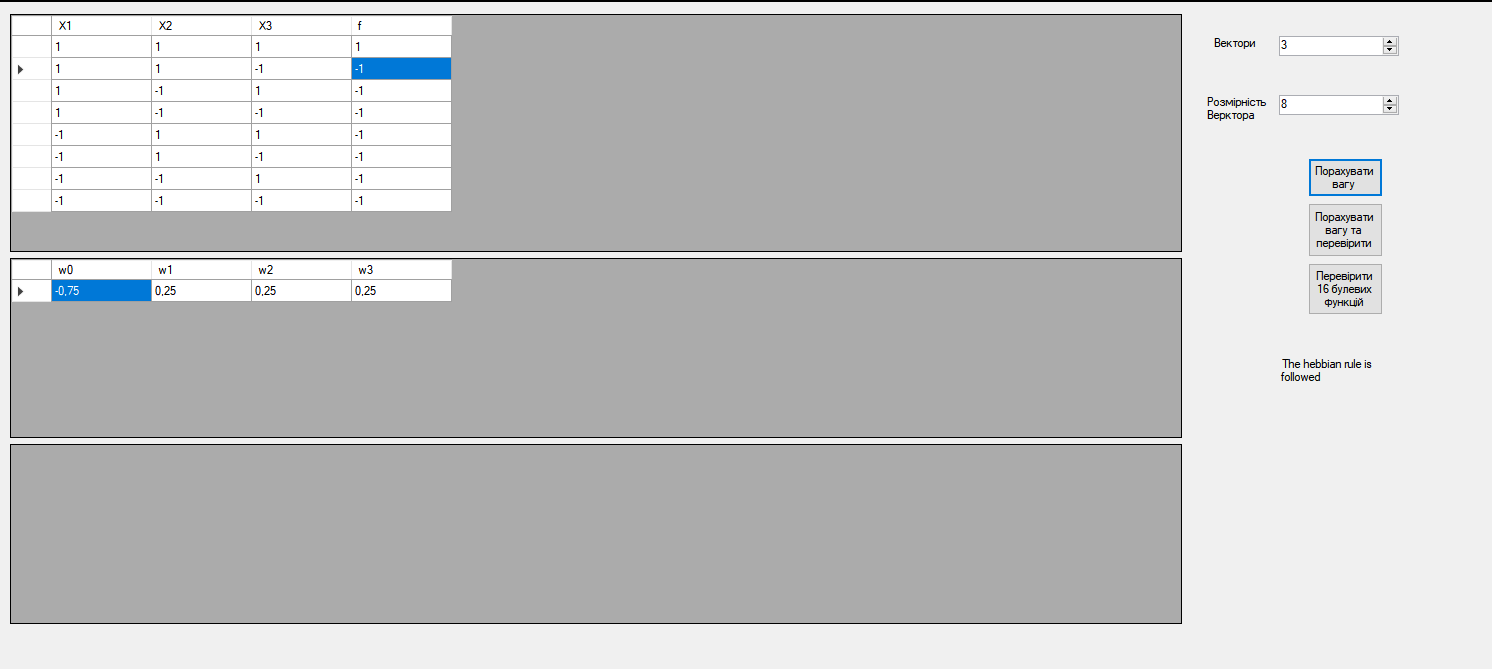 X1 X2 X3 f
1 1 1 1
1 1 -1 -1
1 -1 1 -1
1 -1 -1 -1
-1 1 1 -1
-1 1 -1 -1
-1 -1 1 -1
-1 -1 -1 -1
w0 w1 w2 w3
-0,75 0,25 0,25 0,25
Вектори 3
Розмірність
Верктора
8
Порахувати
вагу
Порахувати
вагу та
перевірити
Перевірити
16 булевих
функцій
The hebbian rule is
followed